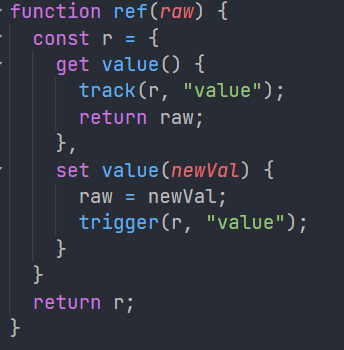 function ref(raw) {
  const r = {
    get value() {
      track(r, "value");
      return raw;
    },
    set value(newVal) {
      raw = newVal;
      trigger(r, "value");
    }
  }
  return r;
}